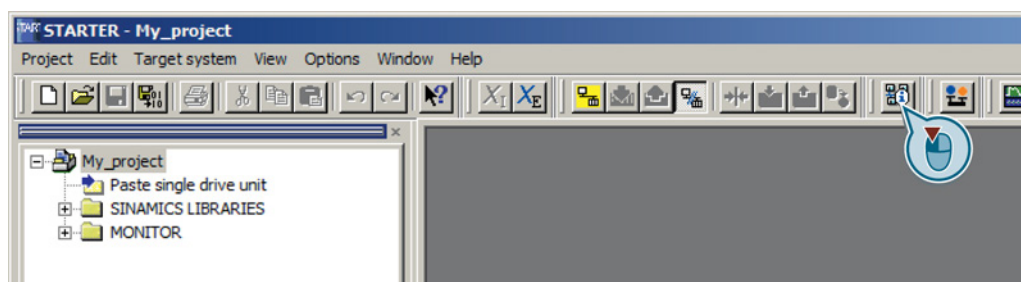 STARTER - My_project
Project Edit Target system View Options Window Help
My_project
Paste single drive unit
SINAMICS LIBRARIES
MONITOR